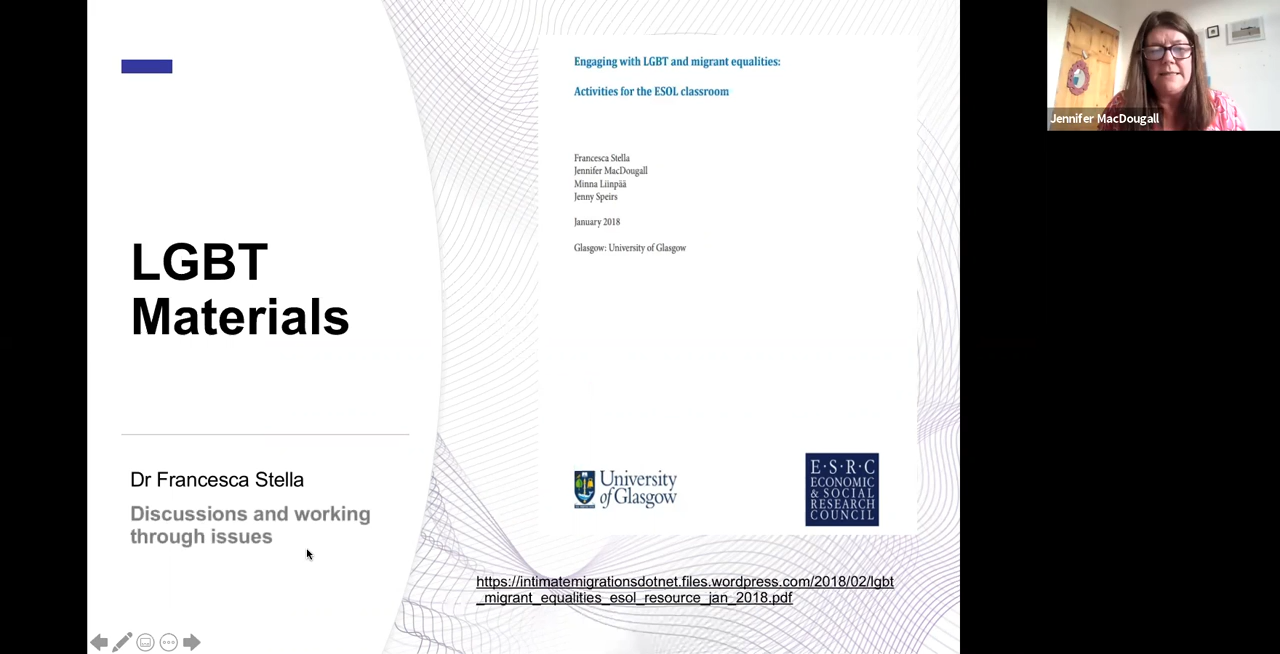 LGBT
Materials
Dr Francesca Stella
Discussions and working
through issues
Engaging with LGBT and migrant equalities:
Activities for the ESOL classroom
Francesca Stella
Jennifer MacDougall
Minna Liinpää
Jenny Speirs
January 2018
Glasgow: University of Glasgow
University
of Glasgow
E·S·R·C
ECONOMIC
& SOCIAL
RESEARCH
COUNCIL
https://intimatemigrationsdotnet.files.wordpress.com/2018/02/lgbt
_migrant_equalities_esol_resource_jan_2018.pdf
Jennifer MacDougall